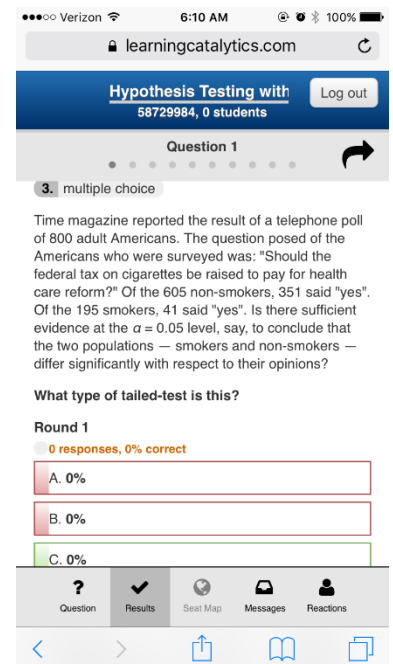 Verizon 6:10 AM 100%
learningcatalytics.com
Hypothesis Testing with
Log out
58729984, 0 students
Question 1
3. multiple choice
Time magazine reported the result of a telephone poll
of 800 adult Americans. The question posed of the
Americans who were surveyed was: "Should the
federal tax on cigarettes be raised to pay for health
care reform?" Of the 605 non-smokers, 351 said "yes".
Of the 195 smokers, 41 said "yes". Is there sufficient
evidence at the α = 0.05 level, say, to conclude that
the two populations — smokers and non-smokers —
differ significantly with respect to their opinions?
What type of tailed-test is this?
Round 1
0 responses, 0% correct
A. 0%
B. 0%
C. 0%
?
Question Results Seat Map Messages Reactions